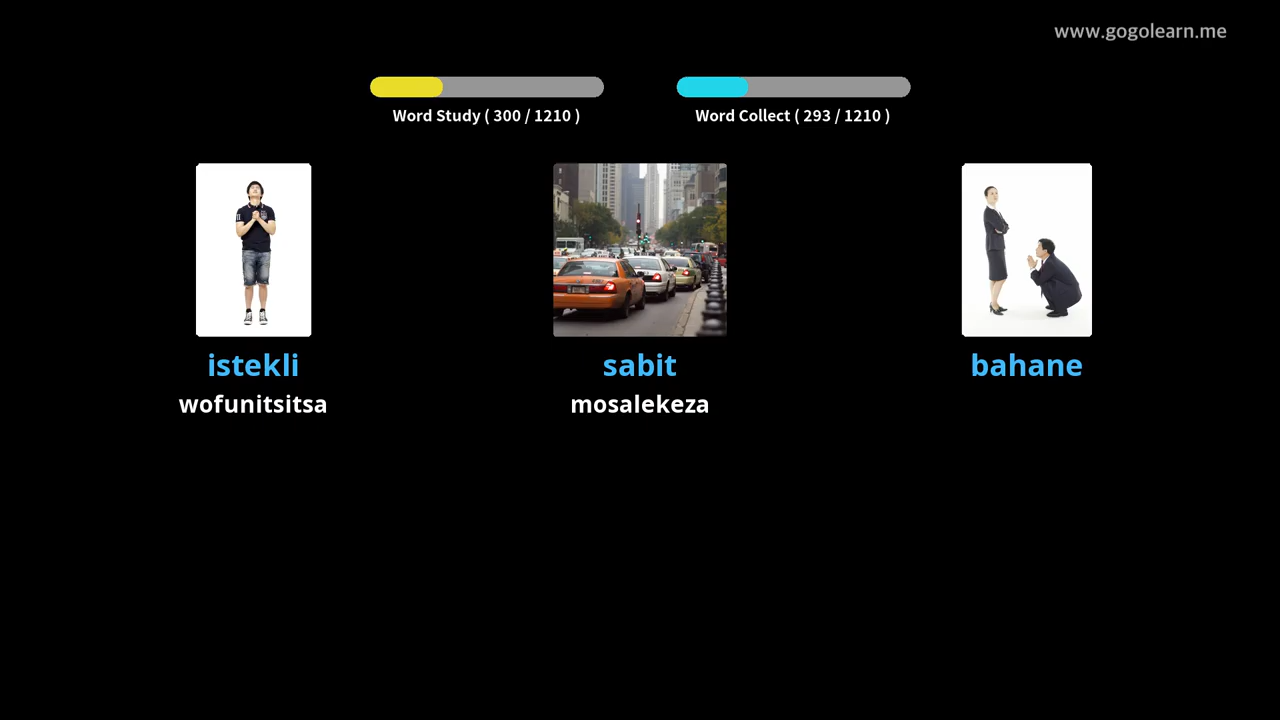 www.gogolearn.me
Word Study ( 300 / 1210 )
Word Collect ( 293 / 1210 )
istekli
wofunitsitsa
sabit
mosalekeza
bahane